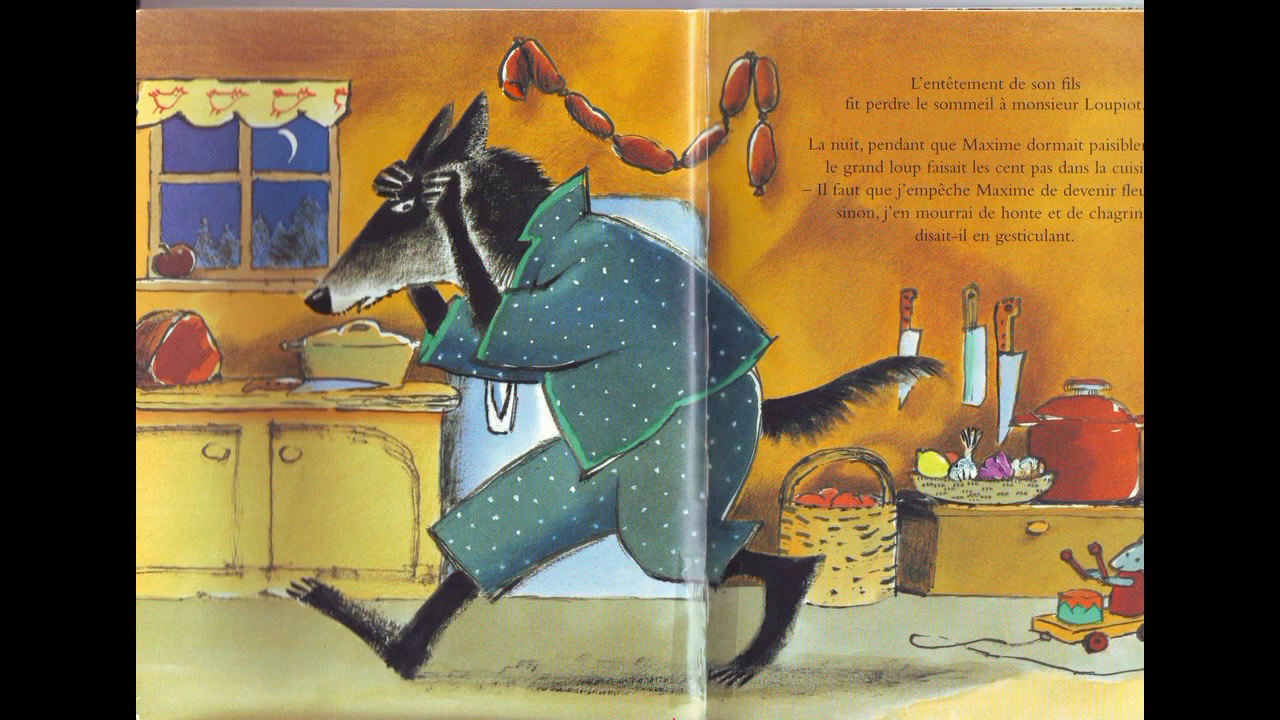 L'entêtement de son fils
fit perdre le sommeil à monsieur Loupiot.
La nuit, pendant que Maxime dormait
le grand loup faisait les cent pas dans la
– Il faut que j'empêche Maxime de devenir
sinon, j'en mourrai de honte et de chagrin
disait-il en gesticulant.